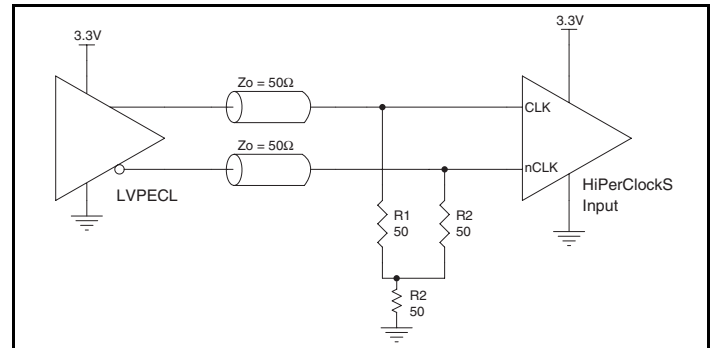 3.3V
3.3V
Zo = 50Ω
CLK
Zo = 50Ω
nCLK
LVPECL
HiPerClockS
Input
R1
50
R2
50
R2
50